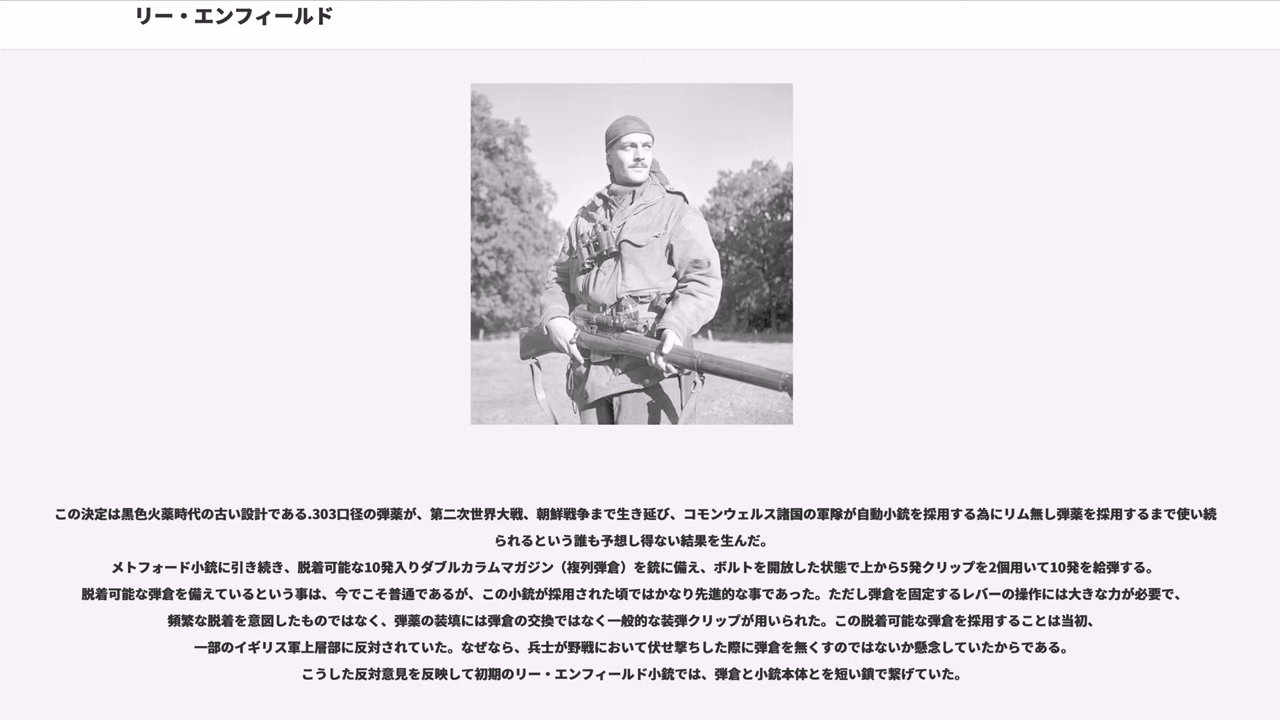 リー・エンフィールド
この決定は黒色火薬時代の古い設計である.303口径の弾薬が、第二次世界大戦、朝鮮戦争まで生き延び、コモンウェルス諸国の軍隊が自動小銃を採用する為にリム無し弾薬を採用するまで使い続
られるという誰も予想し得ない結果を生んだ。
メトフォード小銃に引き続き、脱着可能な10発入りダブルカラムマガジン（複列弾倉）を銃に備え、ボルトを開放した状態で上から5発クリップを2個用いて10発を給弾する。
脱着可能な弾倉を備えているという事は、今でこそ普通であるが、この小銃が採用された頃ではかなり先進的な事であった。ただし弾倉を固定するレバーの操作には大きな力が必要で、
頻繁な脱着を意図したものではなく、弾薬の装填には弾倉の交換ではなく一般的な装弾クリップが用いられた。この脱着可能な弾倉を採用することは当初、
一部のイギリス軍上層部に反対されていた。なぜなら、兵士が野戦において伏せ撃ちした際に弾倉を無くすのではないか懸念していたからである。
こうした反対意見を反映して初期のリー・エンフィールド小銃では、弾倉と小銃本体とを短い鎖で繋げていた。